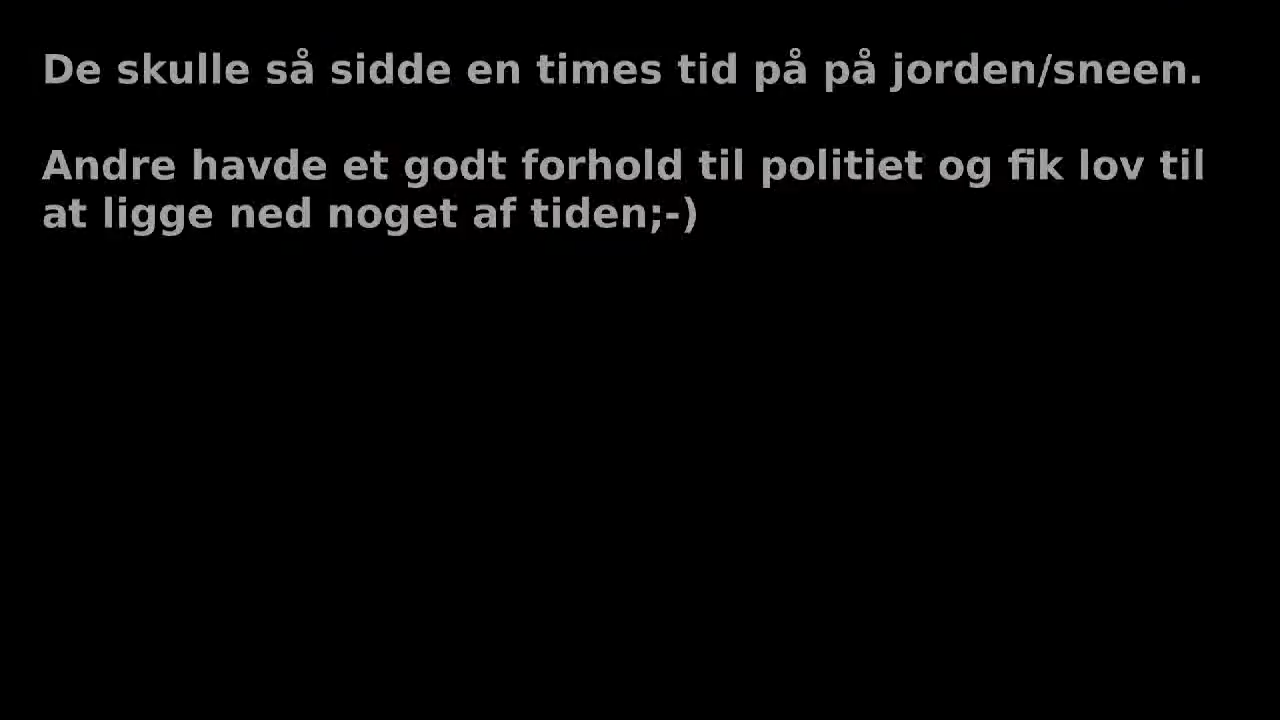 De skulle så sidde en times tid på på jorden/sneen.
Andre havde et godt forhold til politiet og fik lov til
at ligge ned noget af tiden;-)